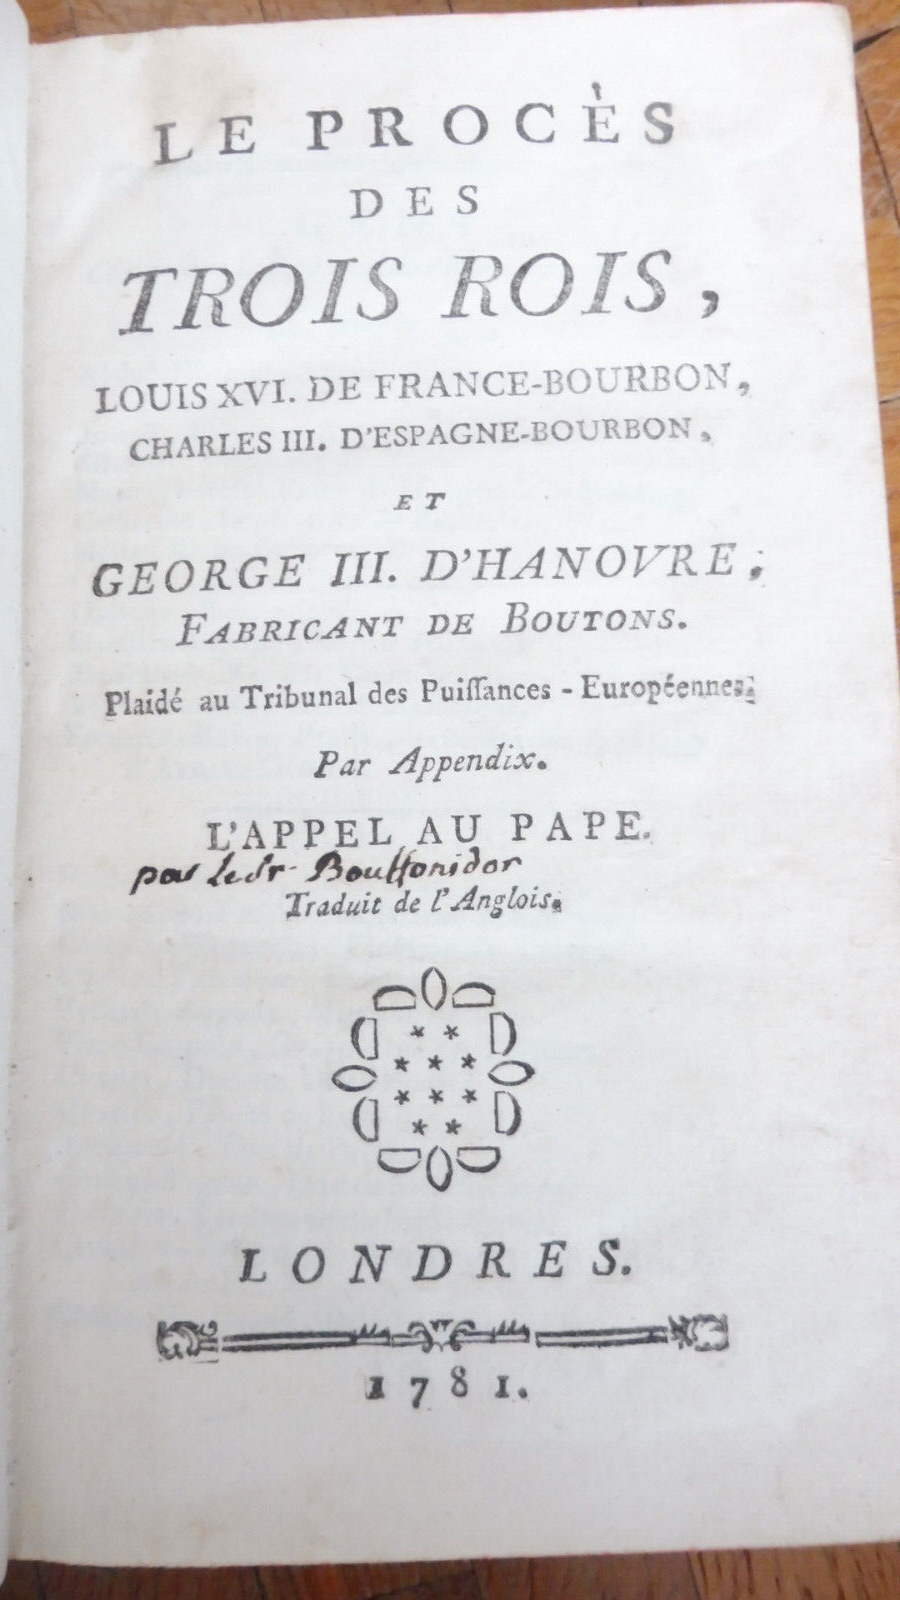 LE PROCÈS
DES
TROIS ROIS,
LOUIS XVI. DE FRANCE-BOURBON,
CHARLES III. D'ESPAGNE-BOURBON,
ET
GEORGE III. D'HANOVRE,
FABRICANT DE BOUTONS.
Plaidé au Tribunal des Puiſſances-Européennes.
Par Appendix.
L'APPEL AU PAPE.
par le Sr. Bouffonidor
Traduit de l'Anglois.
LONDRES.
1781.